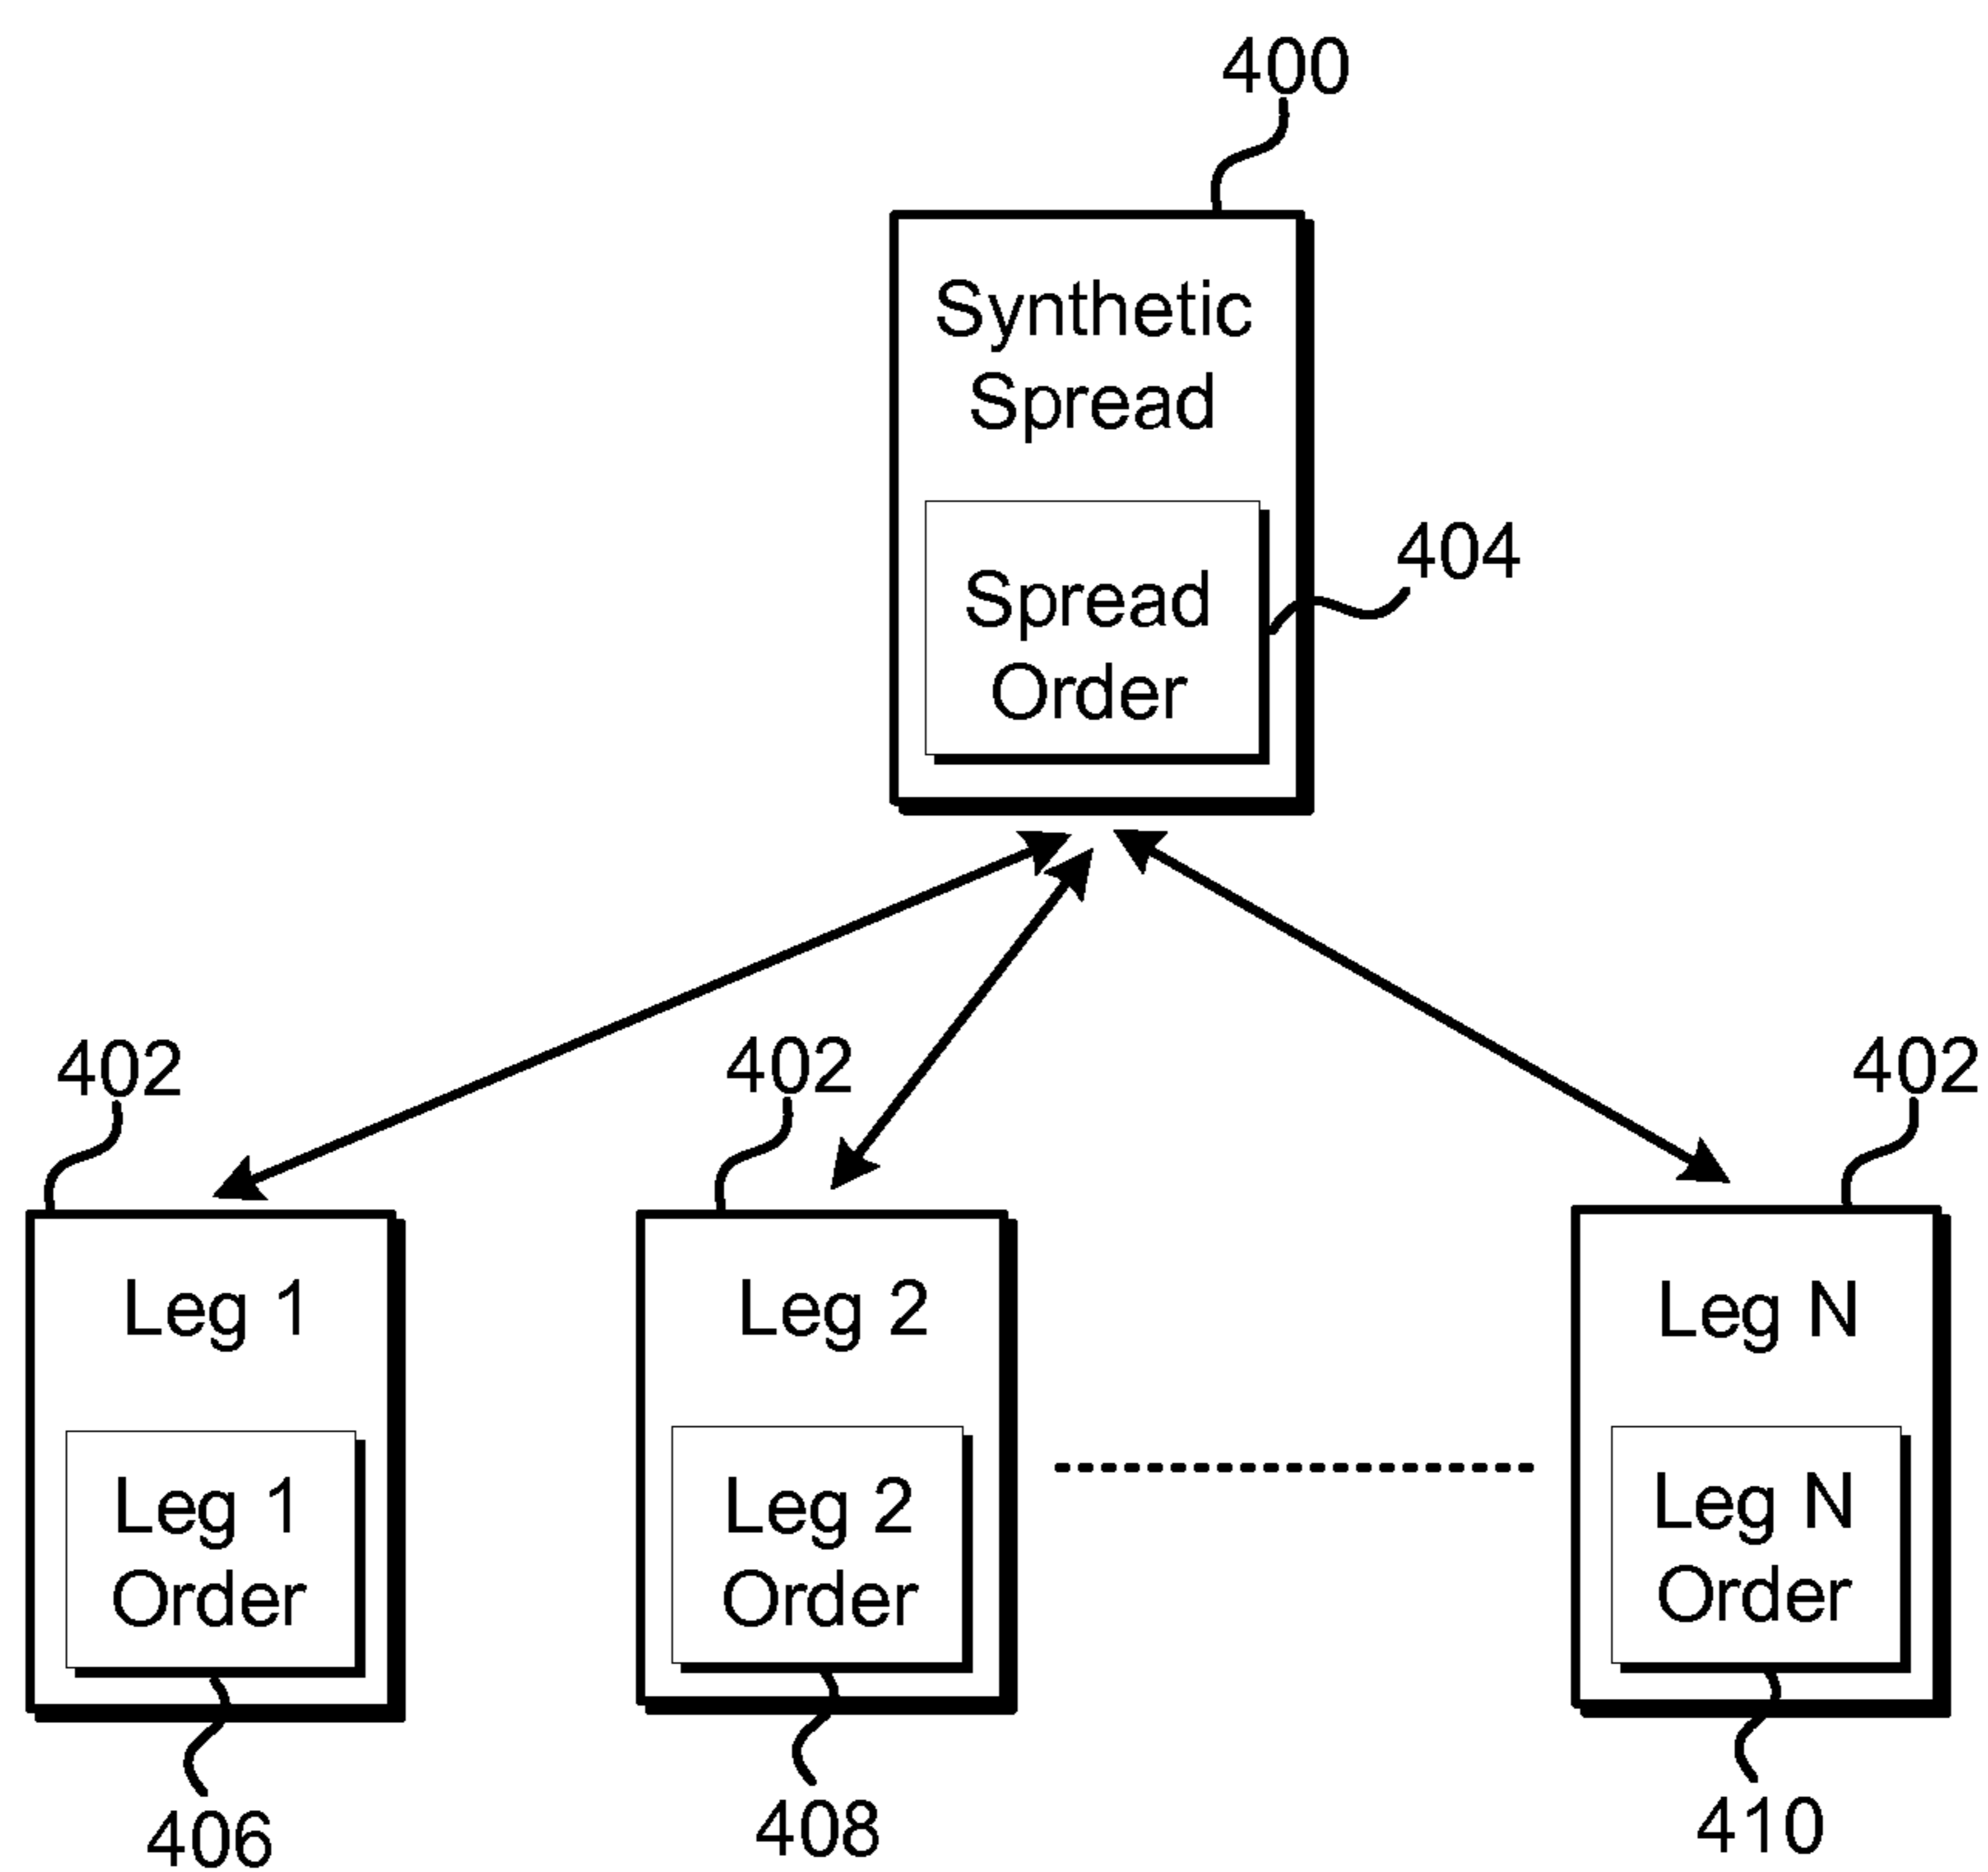 400
Synthetic
Spread
Spread
Order
404
402
402
402
Leg 1
Leg 2
Leg N
Leg 1
Order
Leg 2
Order
Leg N
Order
406
408
410